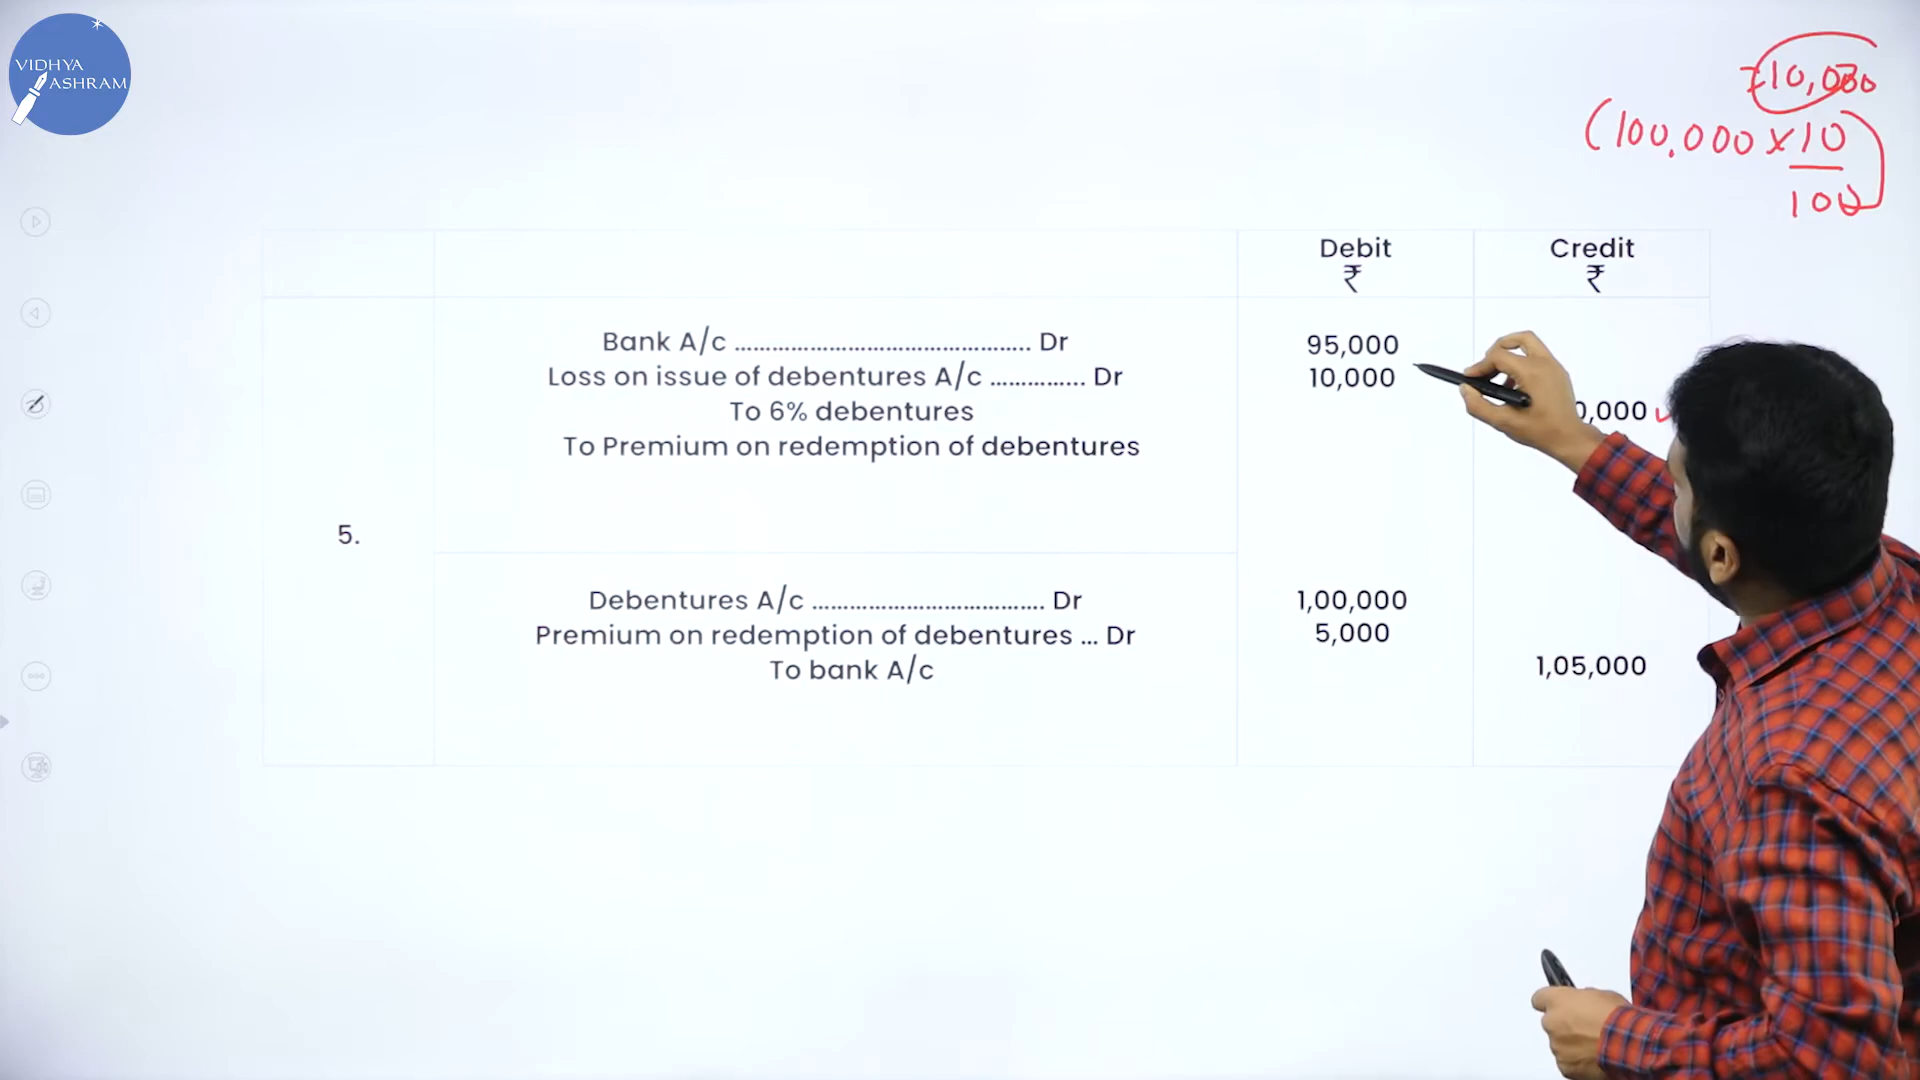 VIDHYA
ASHRAM
=10,000
(100,000 × 10
100)
Debit
₹
Credit
₹
Bank A/c ................................................ Dr
95,000
Loss on issue of debentures A/c ............... Dr
10,000
To 6% debentures
0,000
To Premium on redemption of debentures
5.
Debentures A/c ...................................... Dr
1,00,000
Premium on redemption of debentures ... Dr
5,000
To bank A/c
1,05,000